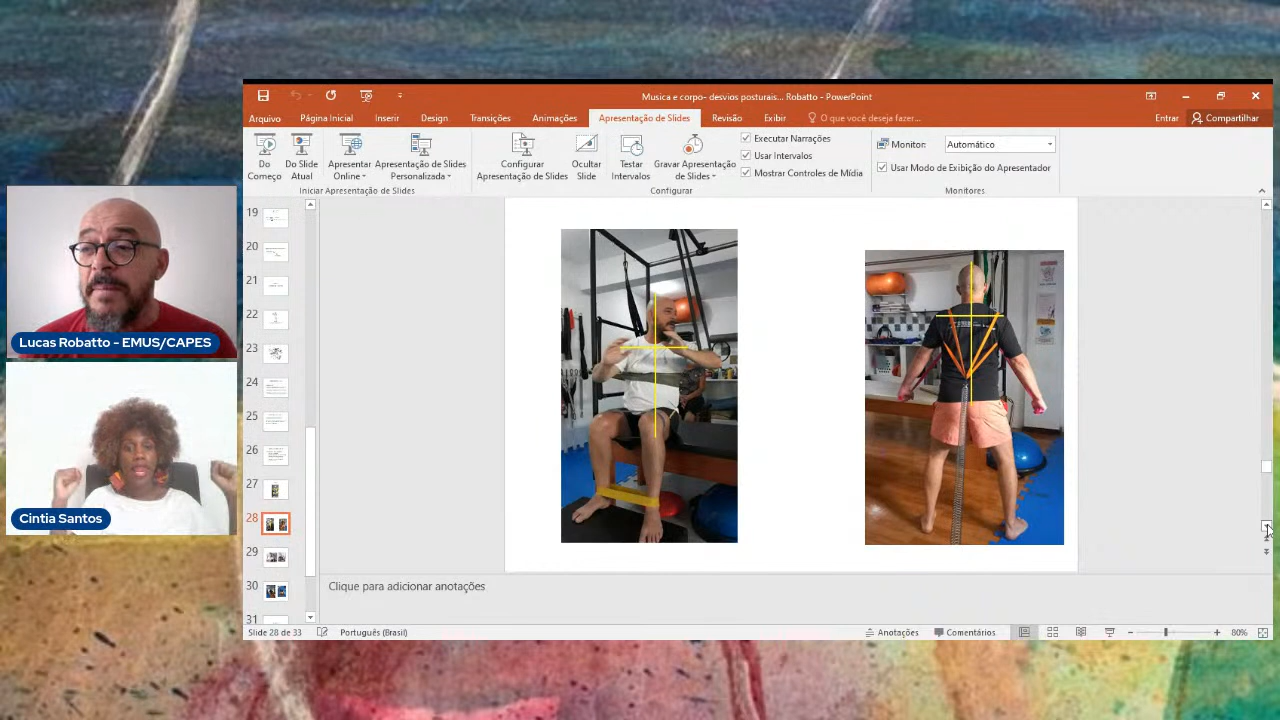 Musica e corpo- desvios posturais... Robatto - PowerPoint
Arquivo Página Inicial Inserir Design Transições Animações Apresentação de Slides Revisão Exibir O que você deseja fazer... Entrar Compartilhar
Do Começo
Do Slide Atual
Apresentar Online
Apresentação de Slides Personalizada
Iniciar Apresentação de Slides
Configurar Apresentação de Slides
Ocultar Slide
Testar Intervalos
Gravar Apresentação de Slides
Executar Narrações
Usar Intervalos
Mostrar Controles de Mídia
Configurar
Monitor: Automático
Usar Modo de Exibição do Apresentador
Monitores
19
20
21
22
23
24
25
26
27
28
29
30
31
Lucas Robatto - EMUS/CAPES
Cintia Santos
Clique para adicionar anotações
Slide 28 de 33 Português (Brasil) Anotações Comentários 80%